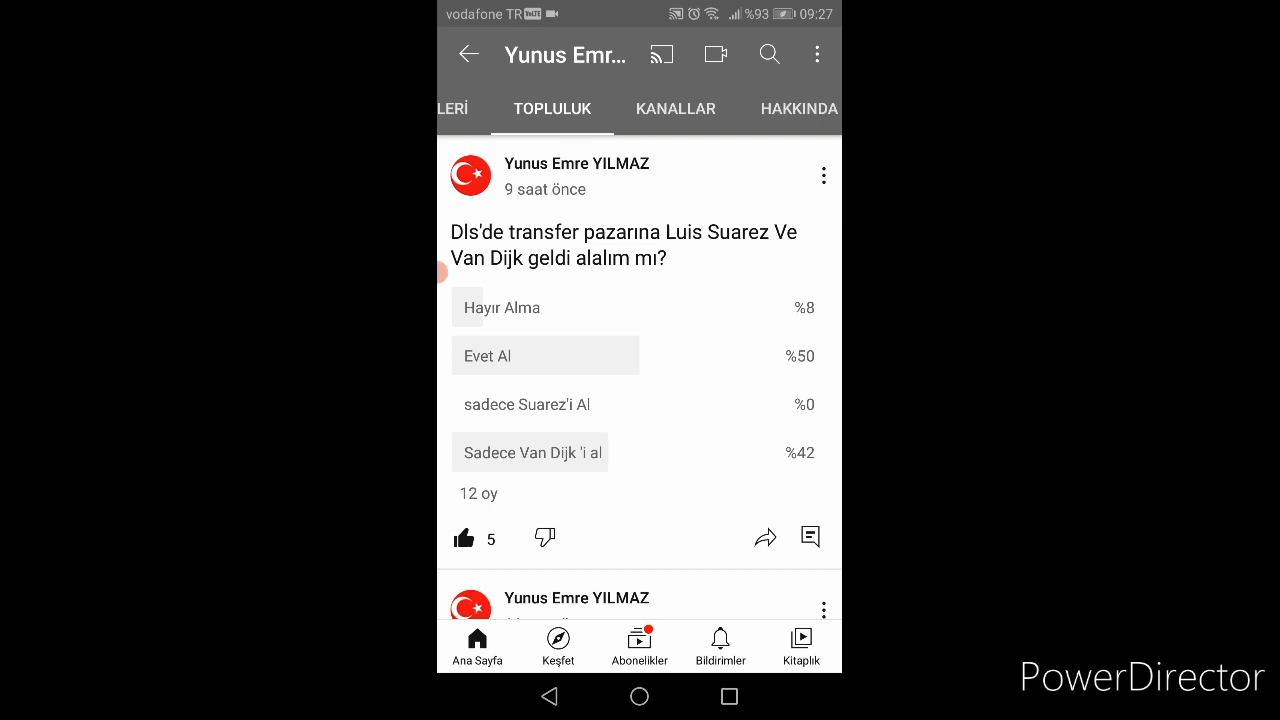 vodafone TR VoLTE %93 09:27
Yunus Emr...
LERİ TOPLULUK KANALLAR HAKKINDA
Yunus Emre YILMAZ
9 saat önce
Dls'de transfer pazarına Luis Suarez Ve
Van Dijk geldi alalım mı?
Hayır Alma %8
Evet Al %50
sadece Suarez'i Al %0
Sadece Van Dijk 'i al %42
12 oy
5
Yunus Emre YILMAZ
Ana Sayfa Keşfet Abonelikler Bildirimler Kitaplık
PowerDirector